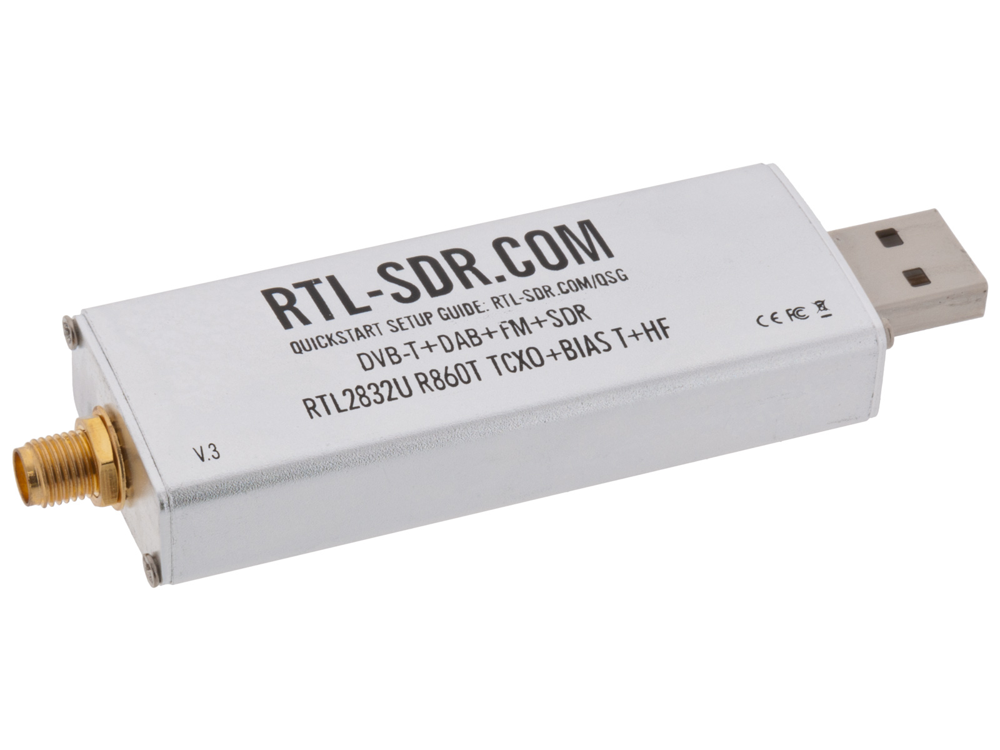 RTL-SDR.COM
QUICKSTART SETUP GUIDE: RTL-SDR.COM/QSG
DVB-T+DAB+FM+SDR
RTL2832U R860T TCXO+BIAS T+HF
CE FC
V.3